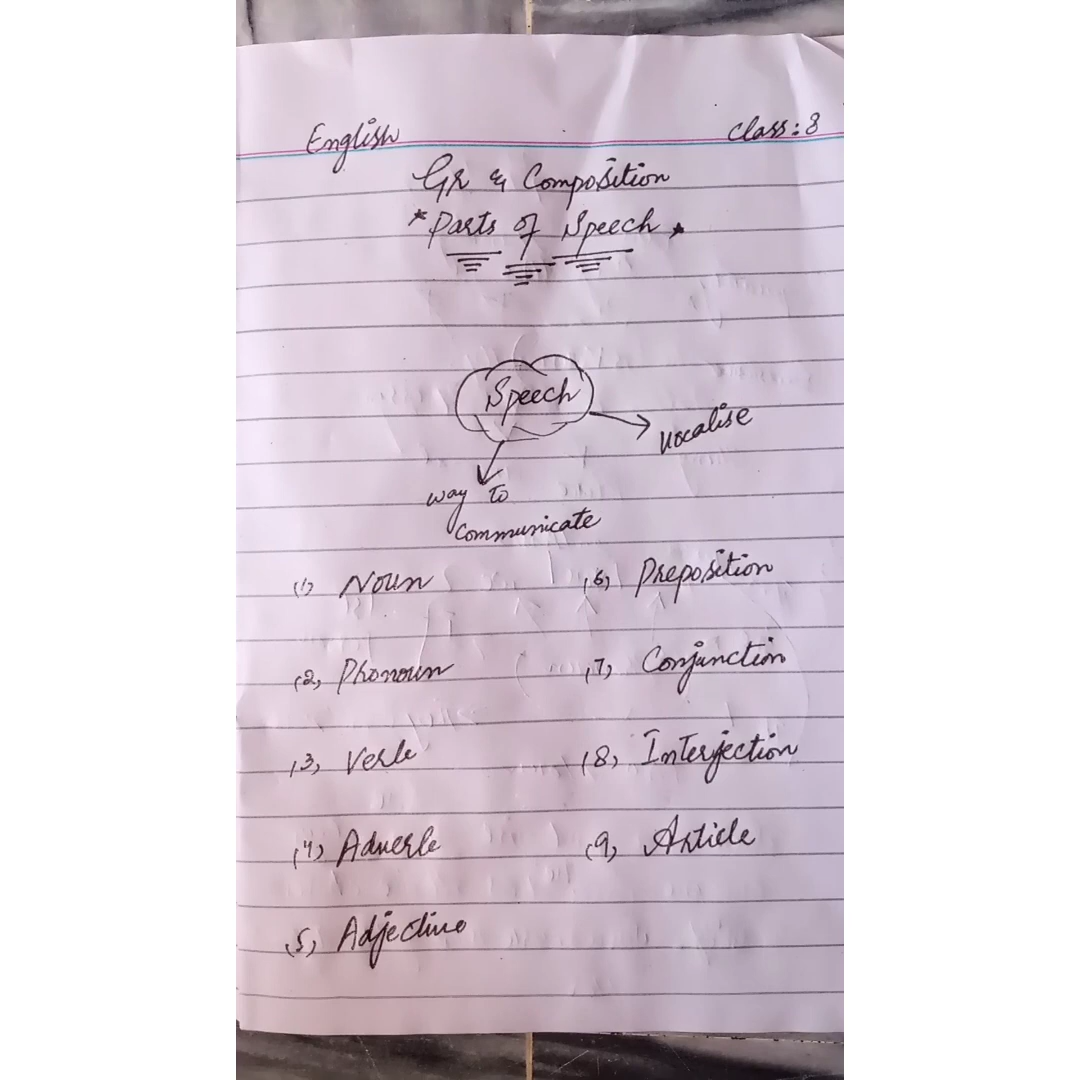 English
Class: 8
Gr & Composition
* Parts of Speech *
Speech
vocalise
way to
communicate
(1) Noun
(6) Preposition
(2) Pronoun
(7) Conjunction
(3) Verb
(8) Interjection
(4) Adverb
(9) Article
(5) Adjective